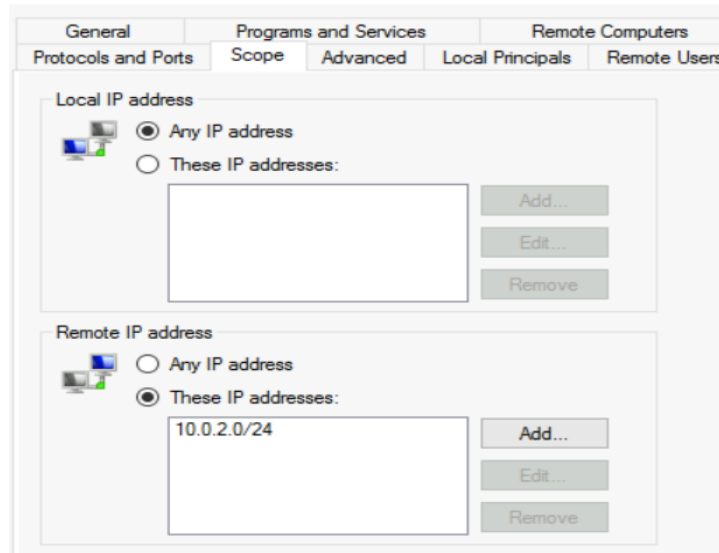 General Programs and Services Remote Computers
Protocols and Ports Scope Advanced Local Principals Remote Users
Local IP address
Any IP address
These IP addresses:
Add...
Edit...
Remove
Remote IP address
Any IP address
These IP addresses:
10.0.2.0/24
Add...
Edit...
Remove